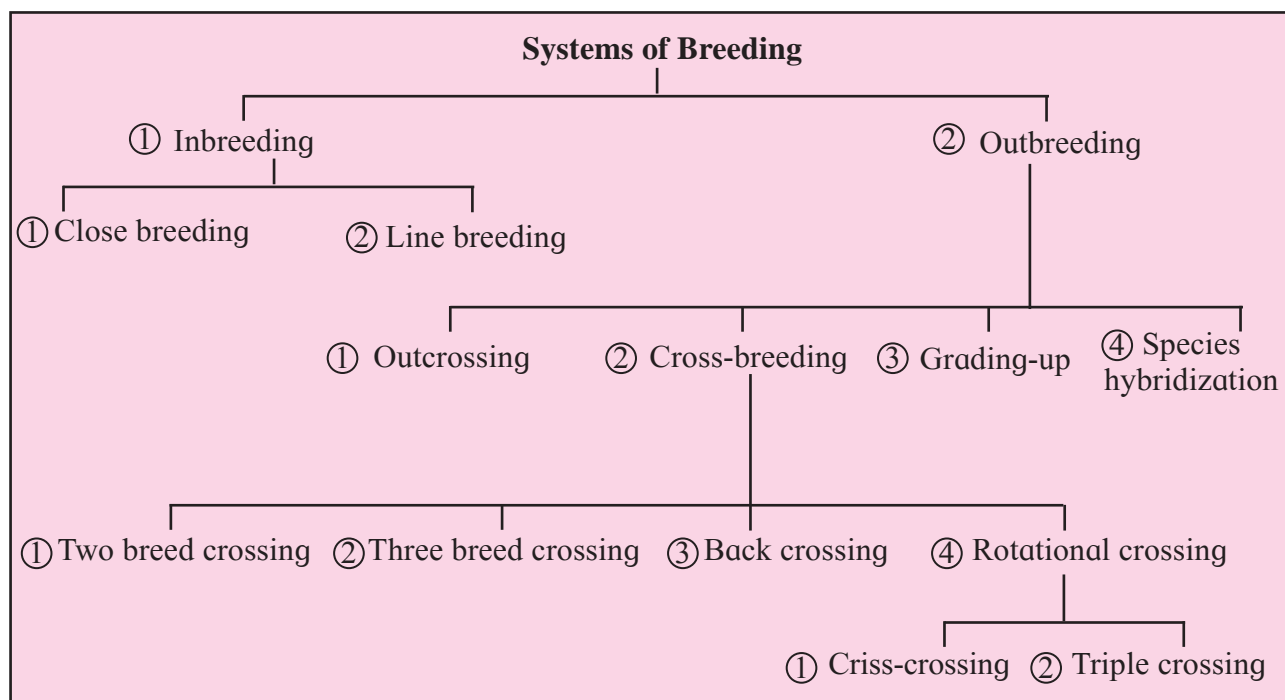 Systems of Breeding
① Inbreeding
② Outbreeding
① Close breeding
② Line breeding
① Outcrossing
② Cross-breeding
③ Grading-up
④ Species
hybridization
① Two breed crossing
② Three breed crossing
③ Back crossing
④ Rotational crossing
① Criss-crossing
② Triple crossing